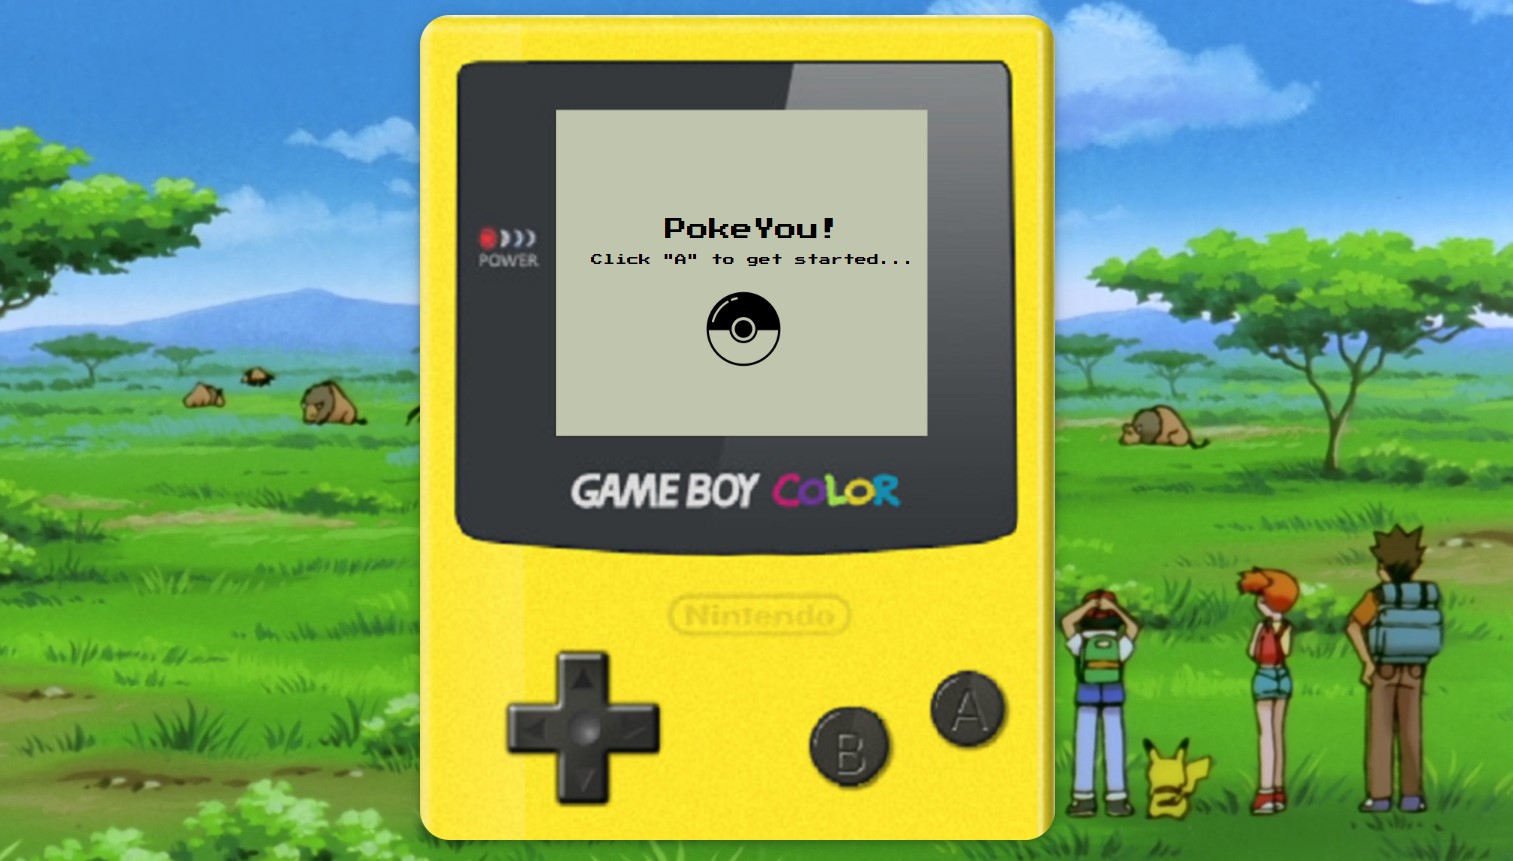 PokeYou!
Click "A" to get started...
POWER
GAME BOY COLOR
Nintendo
A
B